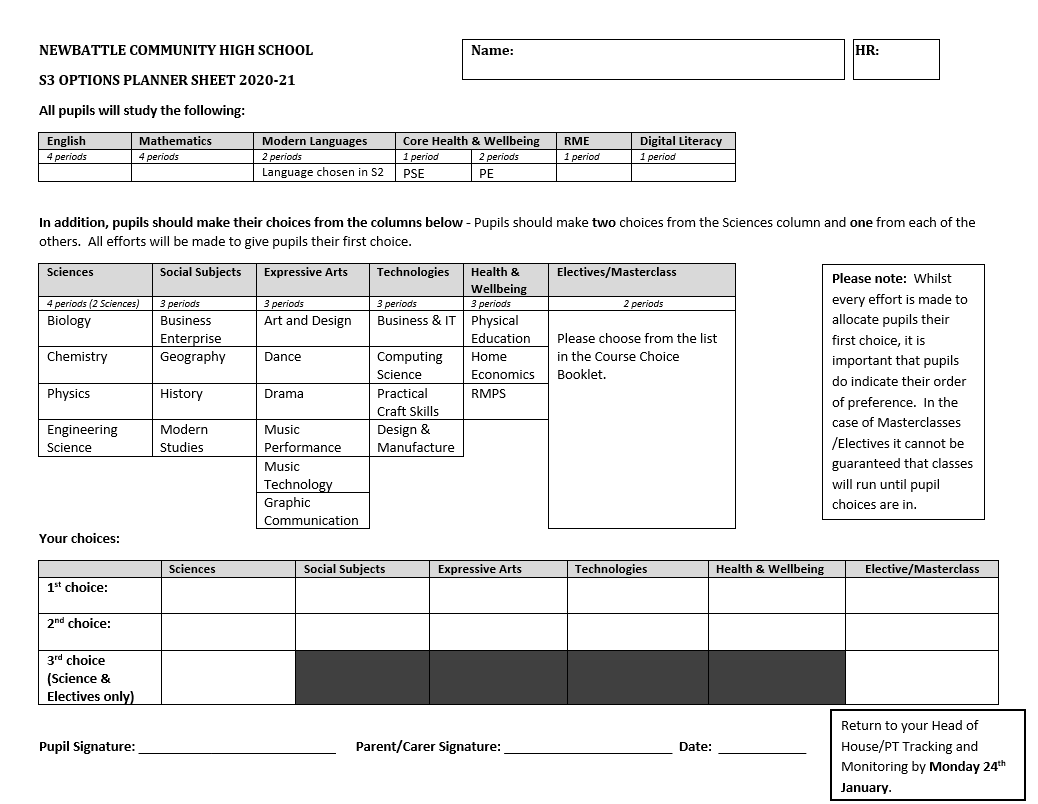 NEWBATTLE COMMUNITY HIGH SCHOOL
Name:
HR:
S3 OPTIONS PLANNER SHEET 2020-21
All pupils will study the following:
English Mathematics Modern Languages Core Health & Wellbeing RME Digital Literacy
4 periods 4 periods 2 periods 1 period 2 periods 1 period 1 period
Language chosen in S2 PSE PE
In addition, pupils should make their choices from the columns below - Pupils should make two choices from the Sciences column and one from each of the
others. All efforts will be made to give pupils their first choice.
Sciences Social Subjects Expressive Arts Technologies Health & Electives/Masterclass
Wellbeing
4 periods (2 Sciences) 3 periods 3 periods 3 periods 3 periods 2 periods
Biology Business Art and Design Business & IT Physical
Enterprise Education
Please choose from the list
in the Course Choice
Booklet.
Chemistry Geography Dance Computing Home
Science Economics
Physics History Drama Practical RMPS
Craft Skills
Engineering Modern Music Design &
Science Studies Performance Manufacture
Music
Technology
Graphic
Communication
Please note: Whilst
every effort is made to
allocate pupils their
first choice, it is
important that pupils
do indicate their order
of preference. In the
case of Masterclasses
/Electives it cannot be
guaranteed that classes
will run until pupil
choices are in.
Your choices:
Sciences Social Subjects Expressive Arts Technologies Health & Wellbeing Elective/Masterclass
1st choice:
2nd choice:
3rd choice
(Science &
Electives only)
Pupil Signature: ____________________ Parent/Carer Signature: ____________________ Date: __________
Return to your Head of
House/PT Tracking and
Monitoring by Monday 24th
January.